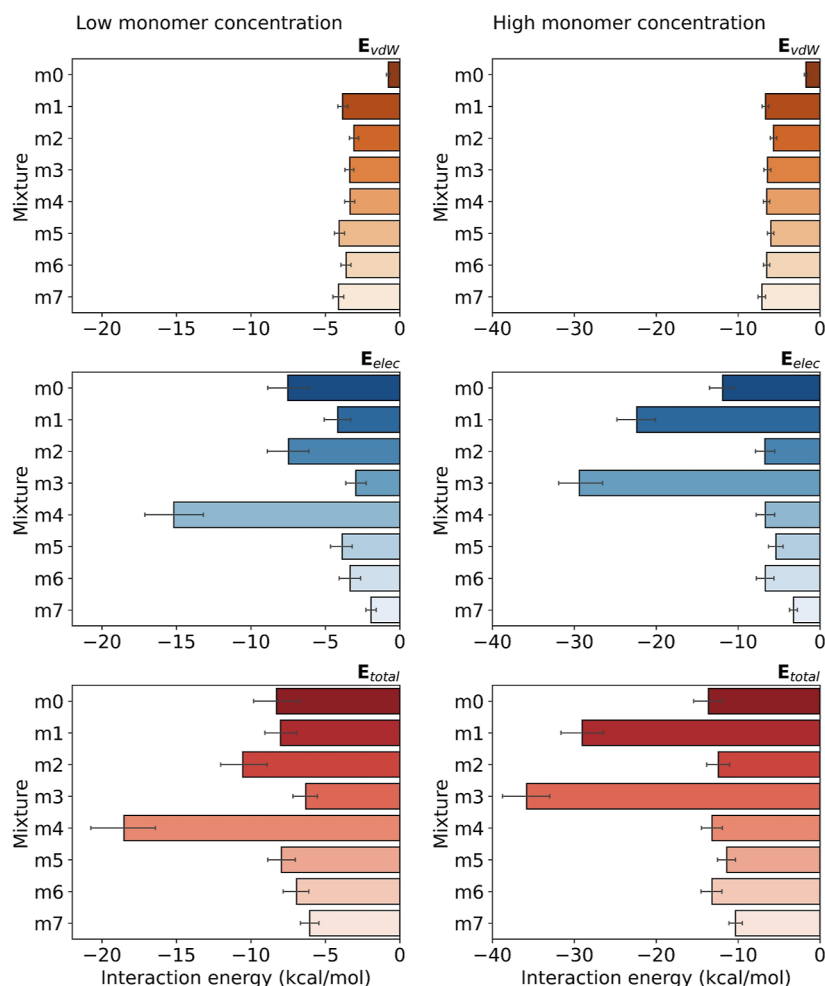 Low monomer concentration
High monomer concentration
E_vdW
E_vdW
Mixture
m0
m1
m2
m3
m4
m5
m6
m7
−20 −15 −10 −5 0
Mixture
m0
m1
m2
m3
m4
m5
m6
m7
−40 −30 −20 −10 0
E_elec
E_elec
Mixture
m0
m1
m2
m3
m4
m5
m6
m7
−20 −15 −10 −5 0
Mixture
m0
m1
m2
m3
m4
m5
m6
m7
−40 −30 −20 −10 0
E_total
E_total
Mixture
m0
m1
m2
m3
m4
m5
m6
m7
−20 −15 −10 −5 0
Interaction energy (kcal/mol)
Mixture
m0
m1
m2
m3
m4
m5
m6
m7
−40 −30 −20 −10 0
Interaction energy (kcal/mol)